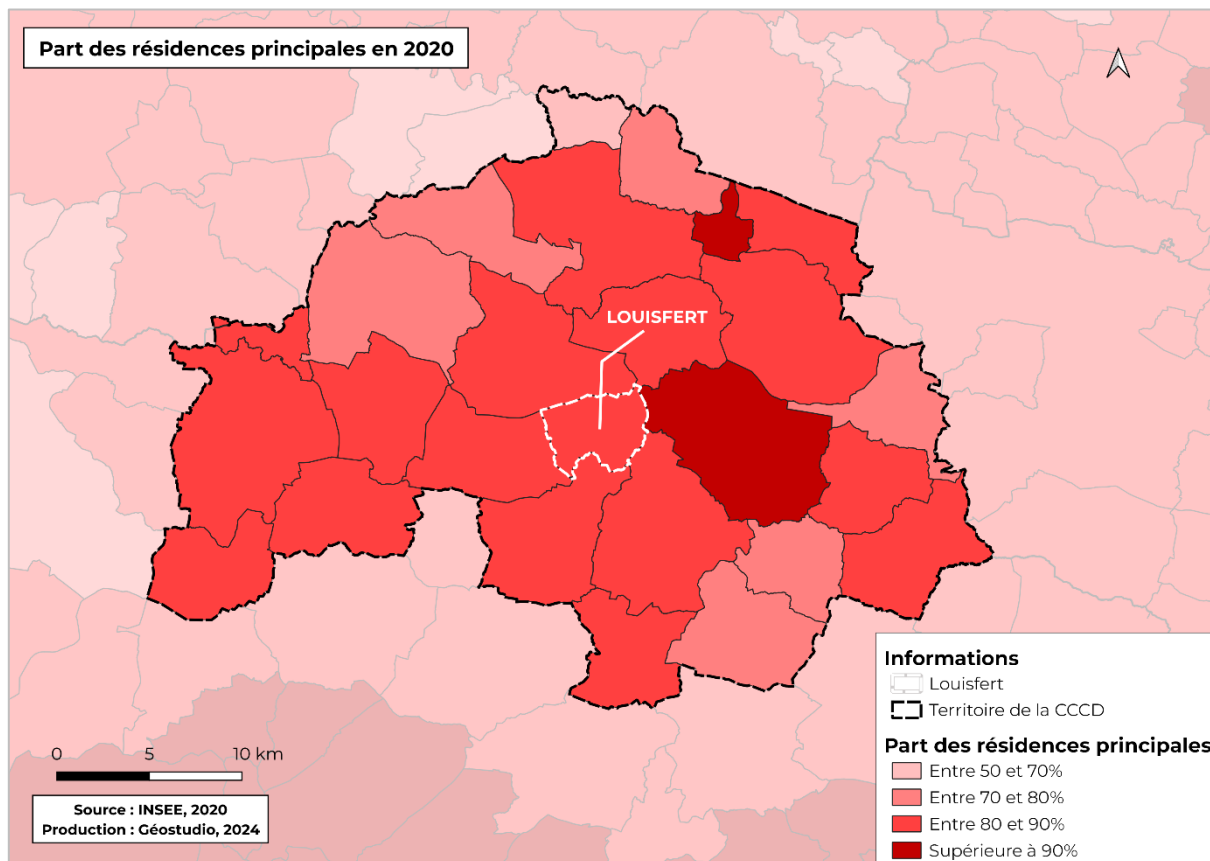 Part des résidences principales en 2020
LOUISFERT
Informations
Louisfert
Territoire de la CCCD
Part des résidences principales
Entre 50 et 70%
Entre 70 et 80%
Entre 80 et 90%
Supérieure à 90%
0 5 10 km
Source : INSEE, 2020
Production : Géostudio, 2024